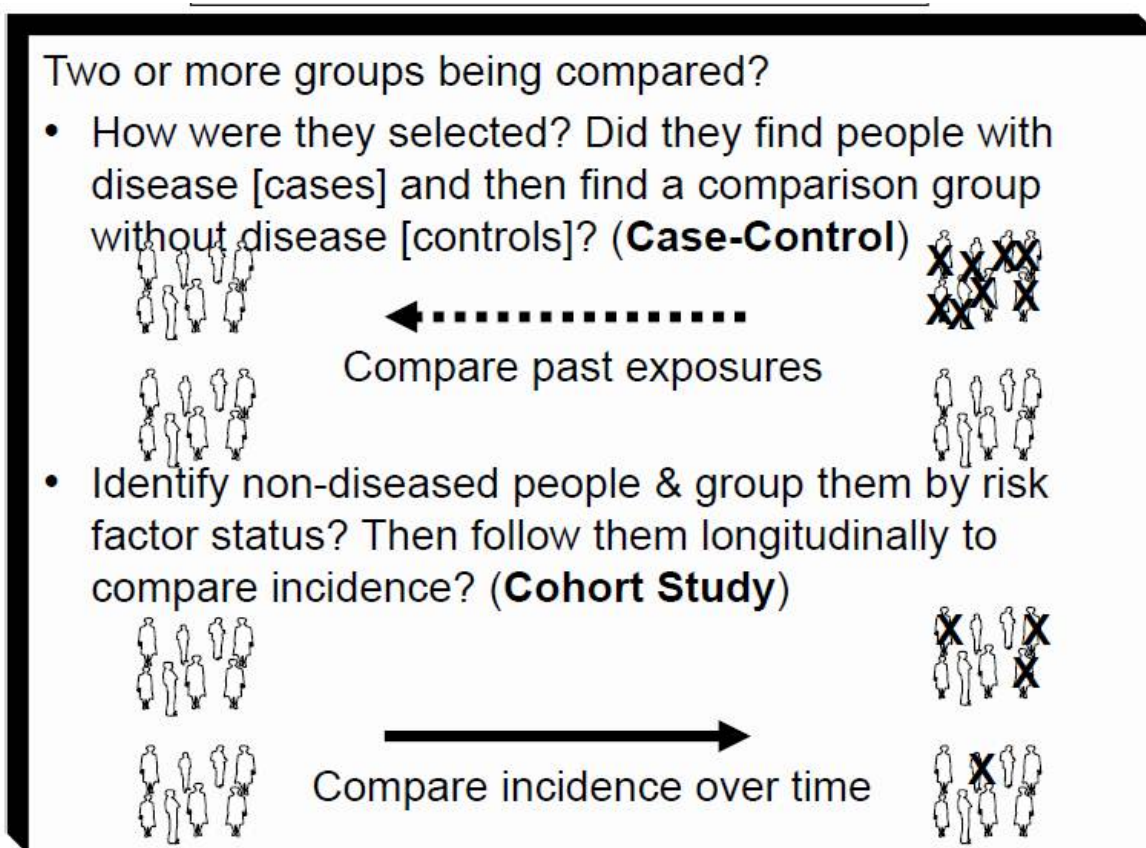 Two or more groups being compared?
• How were they selected? Did they find people with
disease [cases] and then find a comparison group
without disease [controls]? (Case-Control)
X X X X X X X X
Compare past exposures
• Identify non-diseased people & group them by risk
factor status? Then follow them longitudinally to
compare incidence? (Cohort Study)
X X
X
Compare incidence over time
X